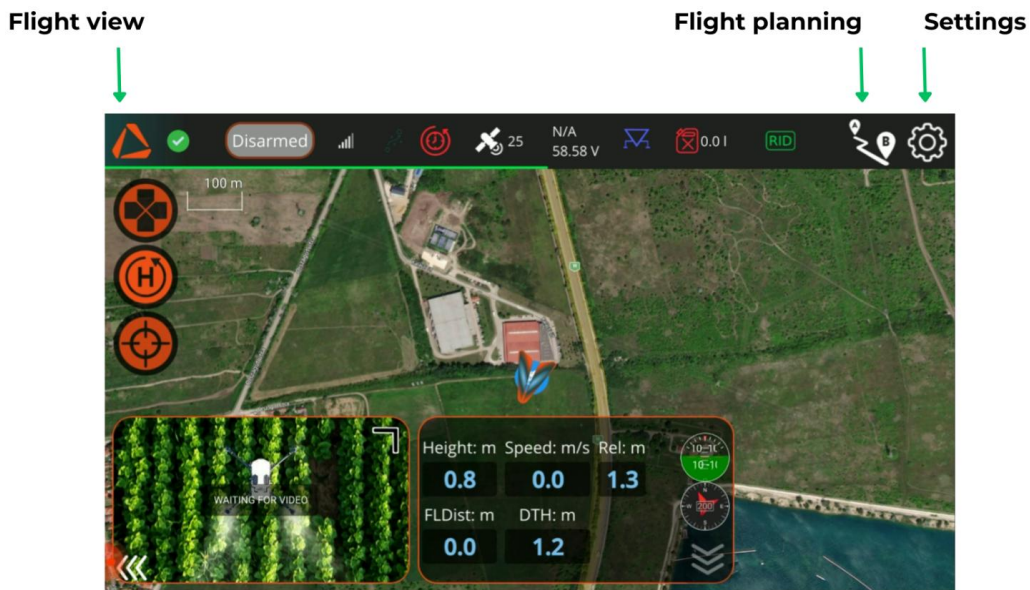 Flight view
Flight planning
Settings
Disarmed
25
N/A
58.58 V
0.0 l
RID
A
B
100 m
H
WAITING FOR VIDEO
Height: m Speed: m/s Rel: m
0.8 0.0 1.3
FLDist: m DTH: m
0.0 1.2
N
W 200